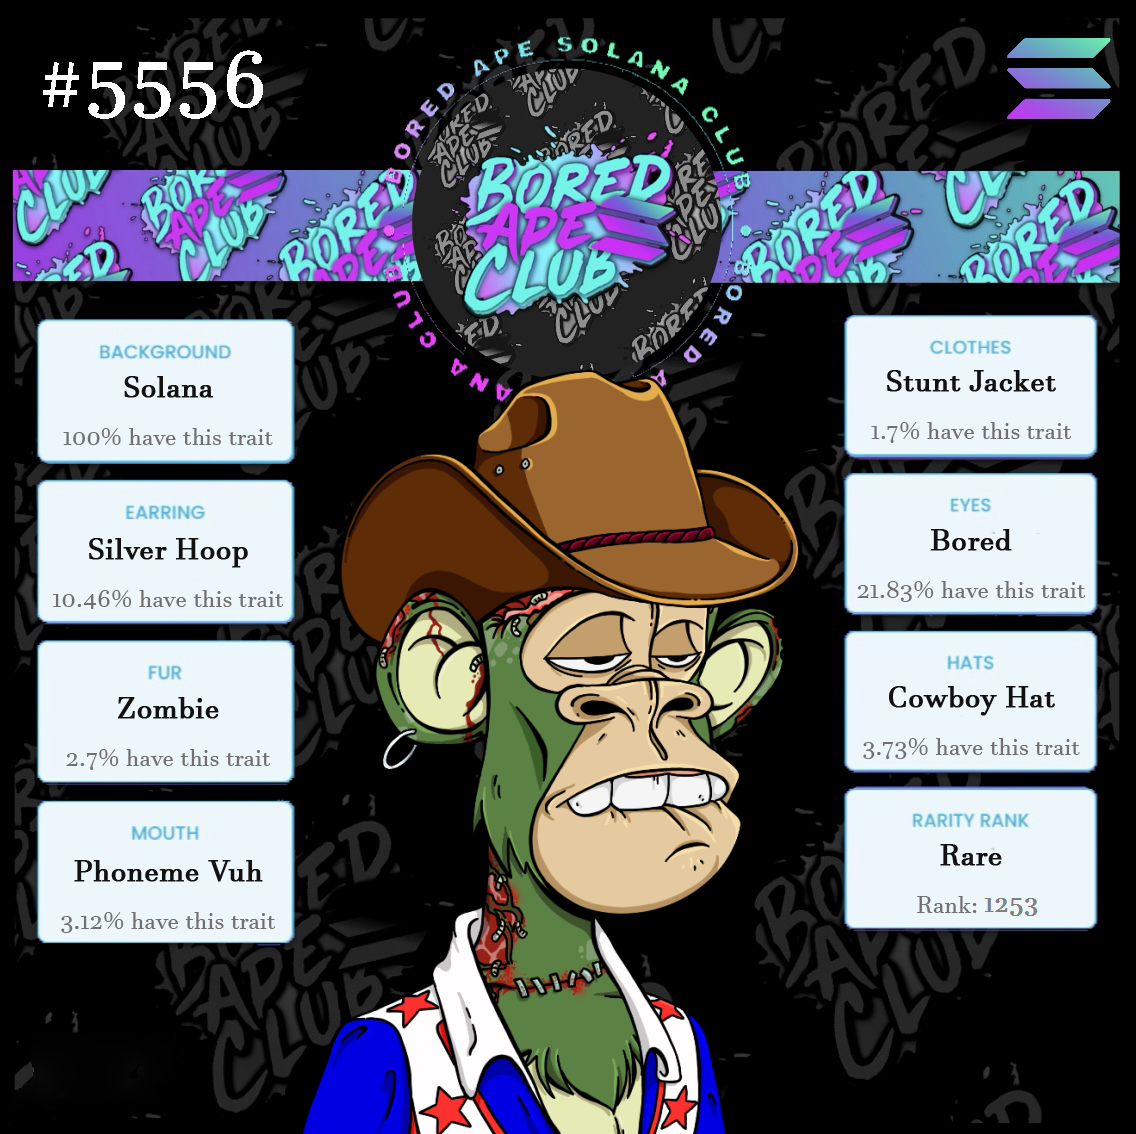 #5556
BORED APE SOLANA CLUB
BORED
APE
CLUB
BACKGROUND
Solana
100% have this trait
EARRING
Silver Hoop
10.46% have this trait
FUR
Zombie
2.7% have this trait
MOUTH
Phoneme Vuh
3.12% have this trait
CLOTHES
Stunt Jacket
1.7% have this trait
EYES
Bored
21.83% have this trait
HATS
Cowboy Hat
3.73% have this trait
RARITY RANK
Rare
Rank: 1253